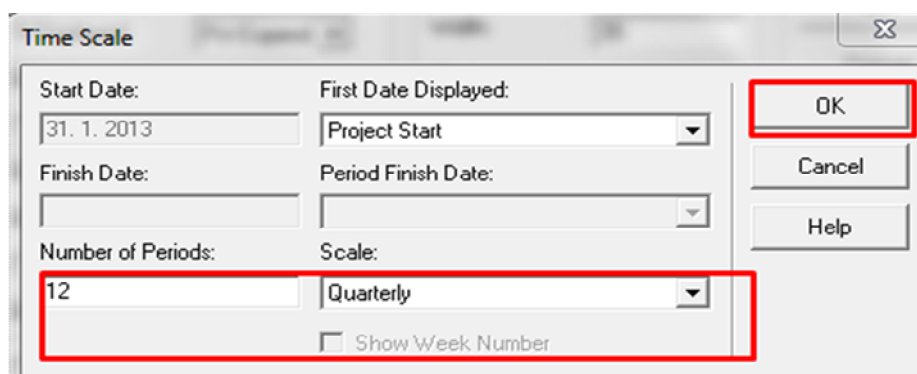 Time Scale
Start Date:
First Date Displayed:
31. 1. 2013
Project Start
OK
Finish Date:
Period Finish Date:
Cancel
Help
Number of Periods:
Scale:
12
Quarterly
Show Week Number